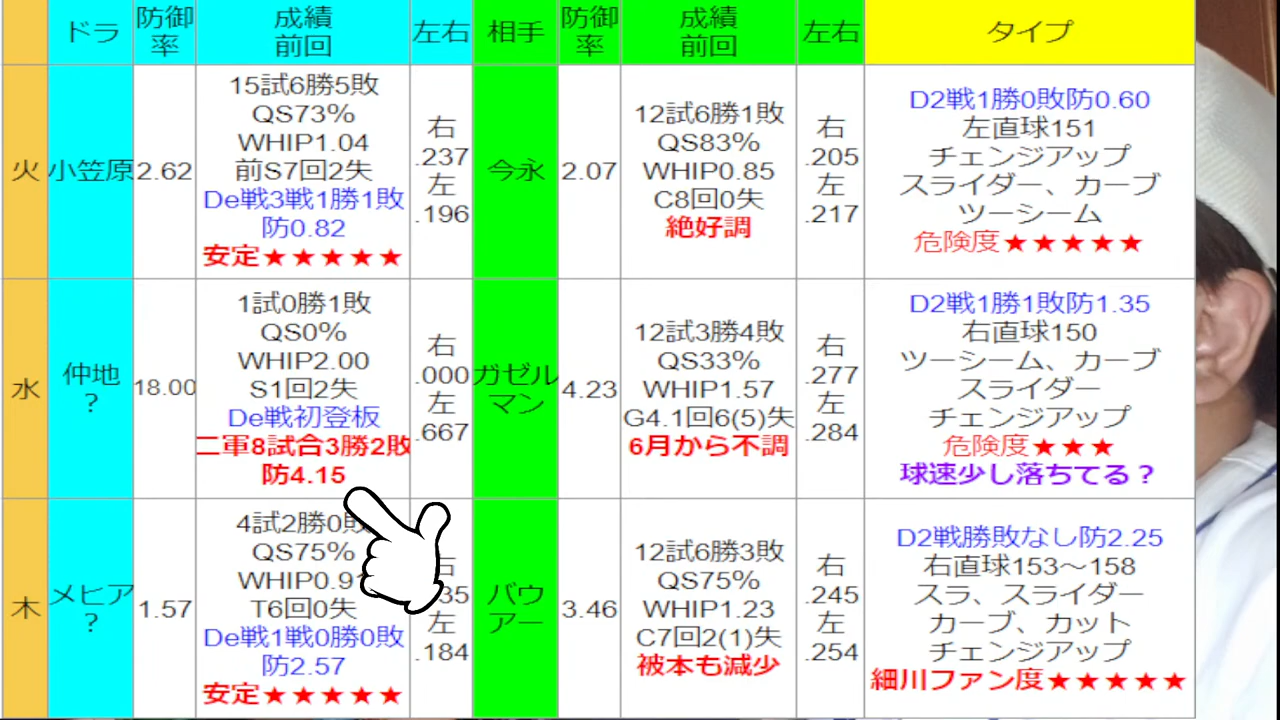 ドラ
防御
率
成績
前回
左右
相手
防御
率
成績
前回
左右
タイプ
火
小笠原
2.62
15試6勝5敗
QS73%
WHIP1.04
前S7回2失
De戦3戦1勝1敗
防0.82
安定★★★★★
右
.237
左
.196
今永
2.07
12試6勝1敗
QS83%
WHIP0.85
C8回0失
絶好調
右
.205
左
.217
D2戦1勝0敗防0.60
左直球151
チェンジアップ
スライダー、カーブ
ツーシーム
危険度★★★★★
水
仲地
?
18.00
1試0勝1敗
QS0%
WHIP2.00
S1回2失
De戦初登板
二軍8試合3勝2敗
防4.15
右
.000
左
.667
ガゼル
マン
4.23
12試3勝4敗
QS33%
WHIP1.57
G4.1回6(5)失
6月から不調
右
.277
左
.284
D2戦1勝1敗防1.35
右直球150
ツーシーム、カーブ
スライダー
チェンジアップ
危険度★★★
球速少し落ちてる?
木
メヒア
?
1.57
4試2勝0敗
QS75%
T6回0失
De戦1戦0勝0敗
防2.57
安定★★★★★
右
左
.184
バウ
アー
3.46
12試6勝3敗
QS75%
WHIP1.23
C7回2(1)失
被本も減少
右
.245
左
.254
D2戦勝敗なし防2.25
右直球153～158
スラ、スライダー
カーブ、カット
チェンジアップ
細川ファン度★★★★★